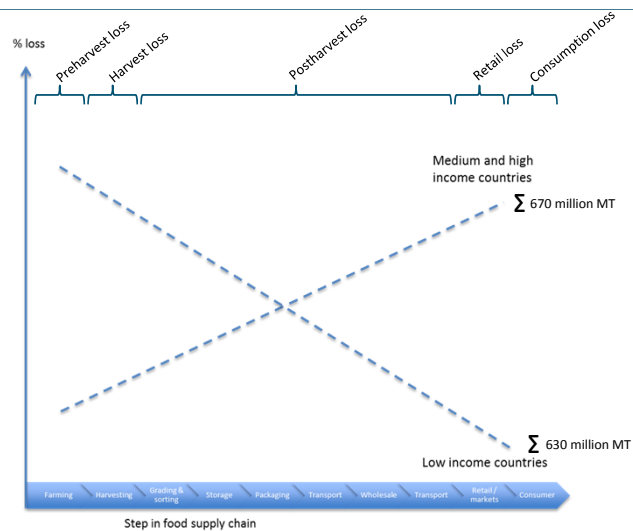 % loss
Preharvest loss
Harvest loss
Postharvest loss
Retail loss
Consumption loss
Medium and high
income countries
Σ 670 million MT
Σ 630 million MT
Low income countries
Farming
Harvesting
Grading &
sorting
Storage
Packaging
Transport
Wholesale
Transport
Retail /
markets
Consumer
Step in food supply chain